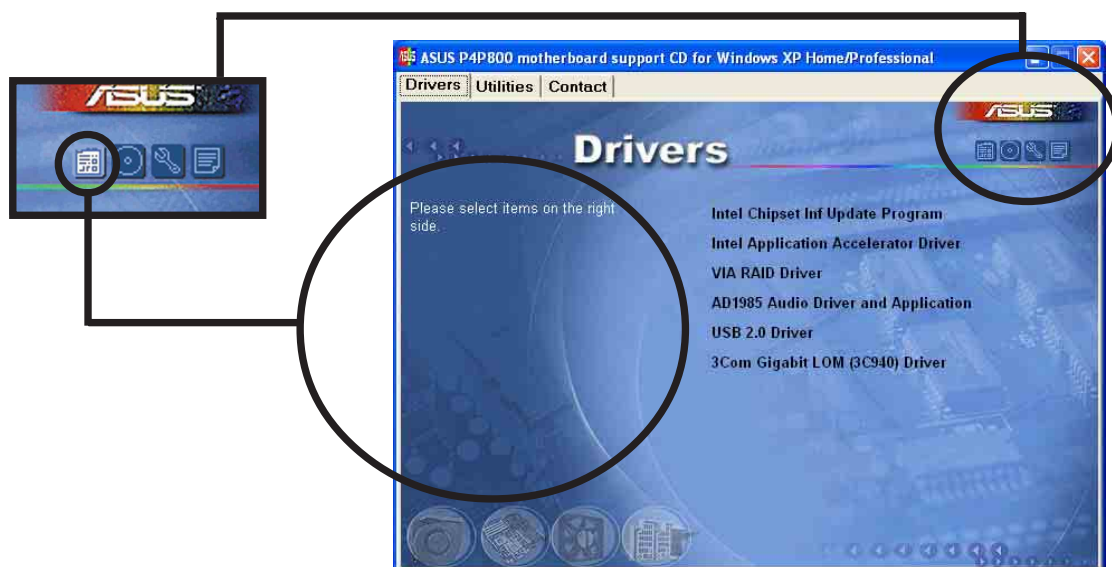 ASUS
ASUS P4P800 motherboard support CD for Windows XP Home/Professional
Drivers Utilities Contact
ASUS
Drivers
Please select items on the right
side.
Intel Chipset Inf Update Program
Intel Application Accelerator Driver
VIA RAID Driver
AD1985 Audio Driver and Application
USB 2.0 Driver
3Com Gigabit LOM (3C940) Driver